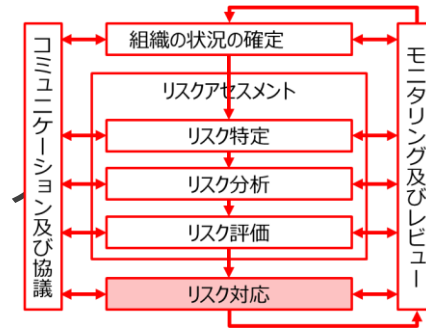 組織の状況の確定
リスクアセスメント
リスク特定
リスク分析
リスク評価
リスク対応
コミュニケーション及び協議
モニタリング及びレビュー